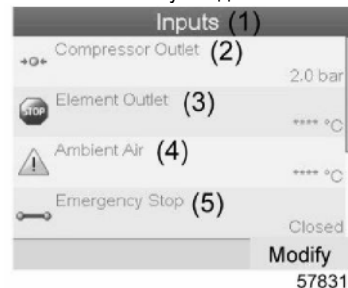 Inputs (1)
Compressor Outlet (2)
2.0 bar
STOP
Element Outlet (3)
**** °C
Ambient Air (4)
**** °C
Emergency Stop (5)
Closed
Modify
57831